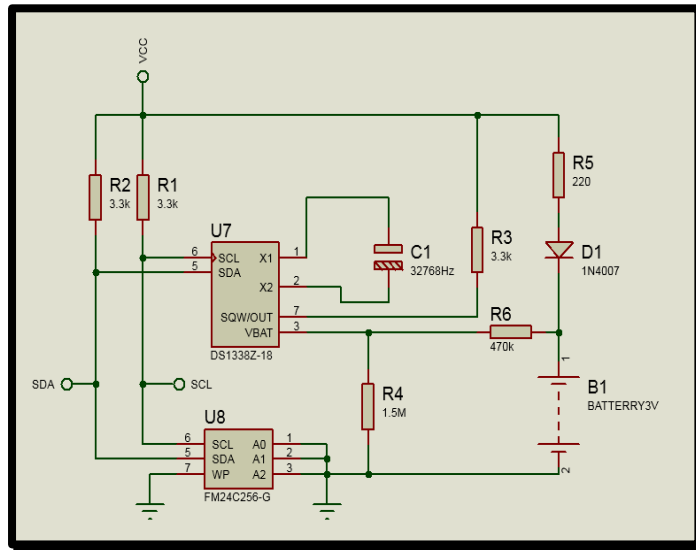 VCC
R2
3.3k
R1
3.3k
R5
220
U7
6 SCL X1 1
5 SDA
X2 2
SQW/OUT 7
VBAT 3
DS1338Z-18
C1
32768Hz
R3
3.3k
D1
1N4007
R6
470k
R4
1.5M
1
B1
BATTERRY3V
2
SDA
SCL
U8
6 SCL A0 1
5 SDA A1 2
7 WP A2 3
FM24C256-G